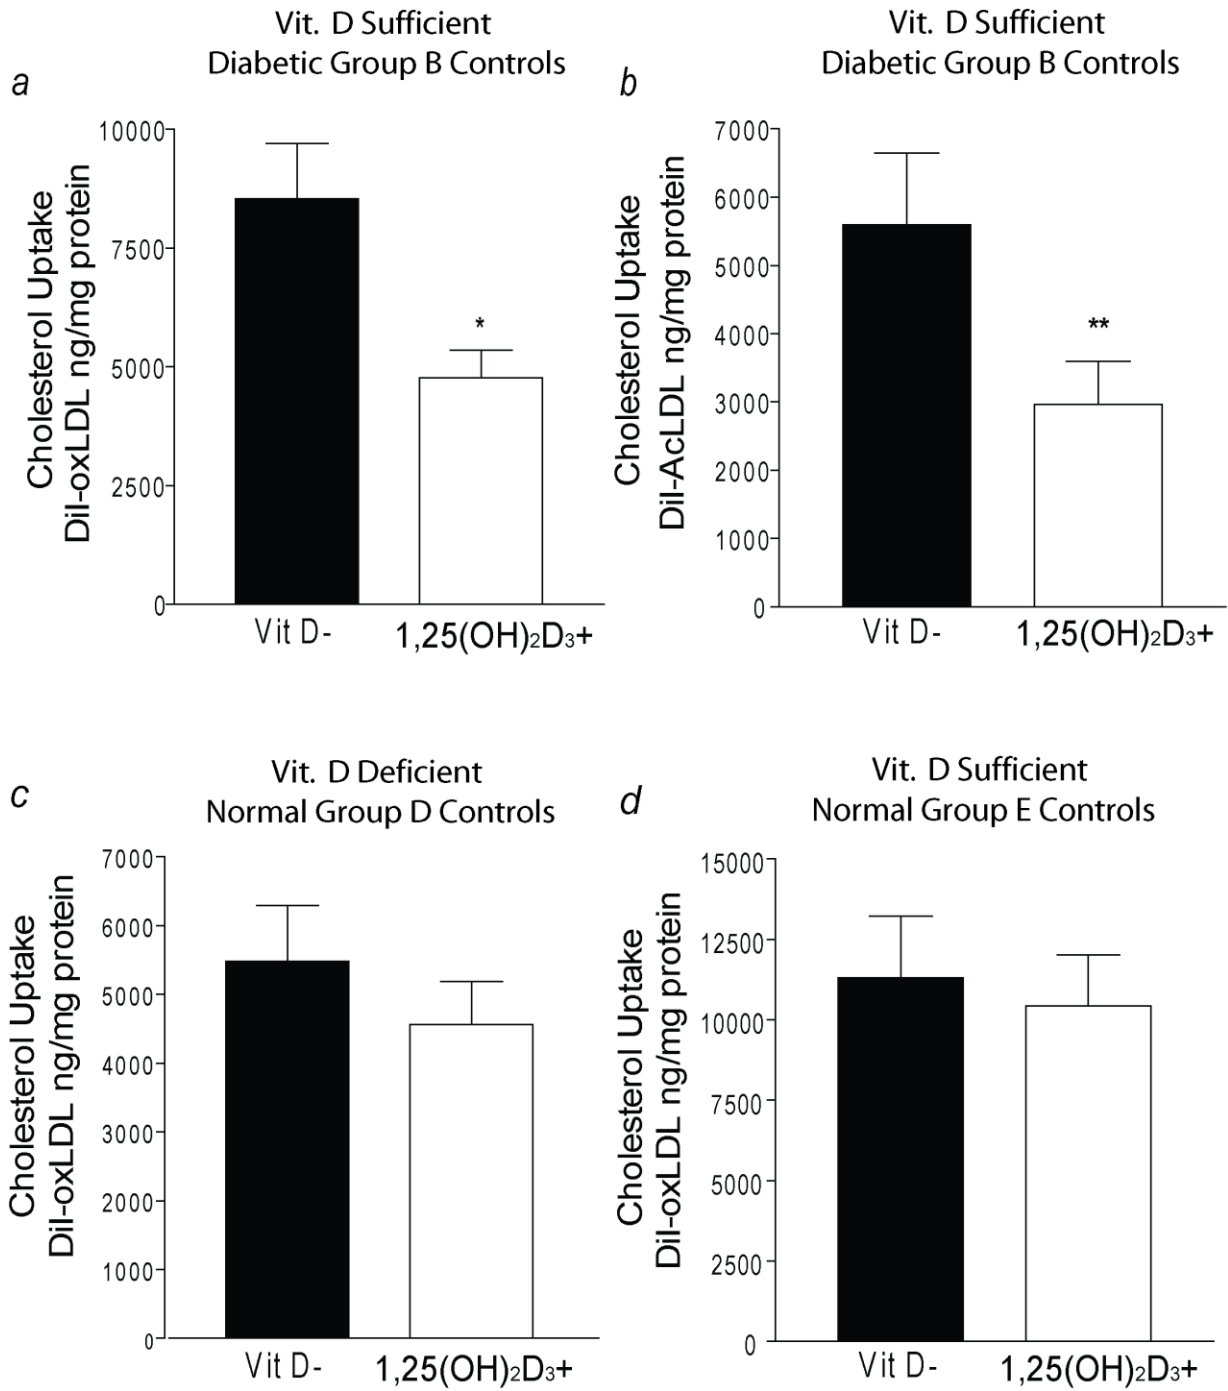 a
Vit. D Sufficient
Diabetic Group B Controls
Cholesterol Uptake
DiI-oxLDL ng/mg protein
10000
7500
5000
2500
0
*
Vit D-
1,25(OH)₂D₃+
b
Vit. D Sufficient
Diabetic Group B Controls
Cholesterol Uptake
DiI-AcLDL ng/mg protein
7000
6000
5000
4000
3000
2000
1000
0
**
Vit D-
1,25(OH)₂D₃+
c
Vit. D Deficient
Normal Group D Controls
Cholesterol Uptake
DiI-oxLDL ng/mg protein
7000
6000
5000
4000
3000
2000
1000
0
Vit D-
1,25(OH)₂D₃+
d
Vit. D Sufficient
Normal Group E Controls
Cholesterol Uptake
DiI-oxLDL ng/mg protein
15000
12500
10000
7500
5000
2500
0
Vit D-
1,25(OH)₂D₃+